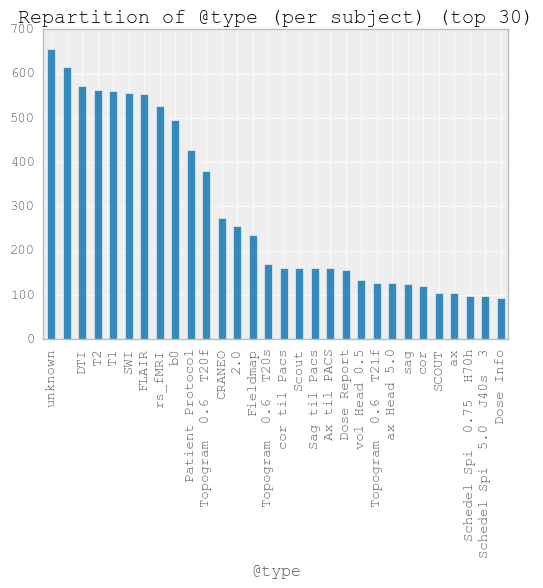 Repartition of @type (per subject) (top 30)
700
600
500
400
300
200
100
0
unknown
DTI
T2
T1
SWI
FLAIR
rs_fMRI
b0
Patient Protocol
Topogram  0.6  T20f
CRANEO
2.0
Fieldmap
Topogram  0.6  T20s
cor til Pacs
Scout
Sag til Pacs
Ax til PACS
Dose Report
vol Head 0.5
Topogram  0.6  T21f
ax Head 5.0
sag
cor
SCOUT
ax
Schedel Spi  0.75  H70h
Schedel Spi  5.0  J40s  3
Dose Info
@type